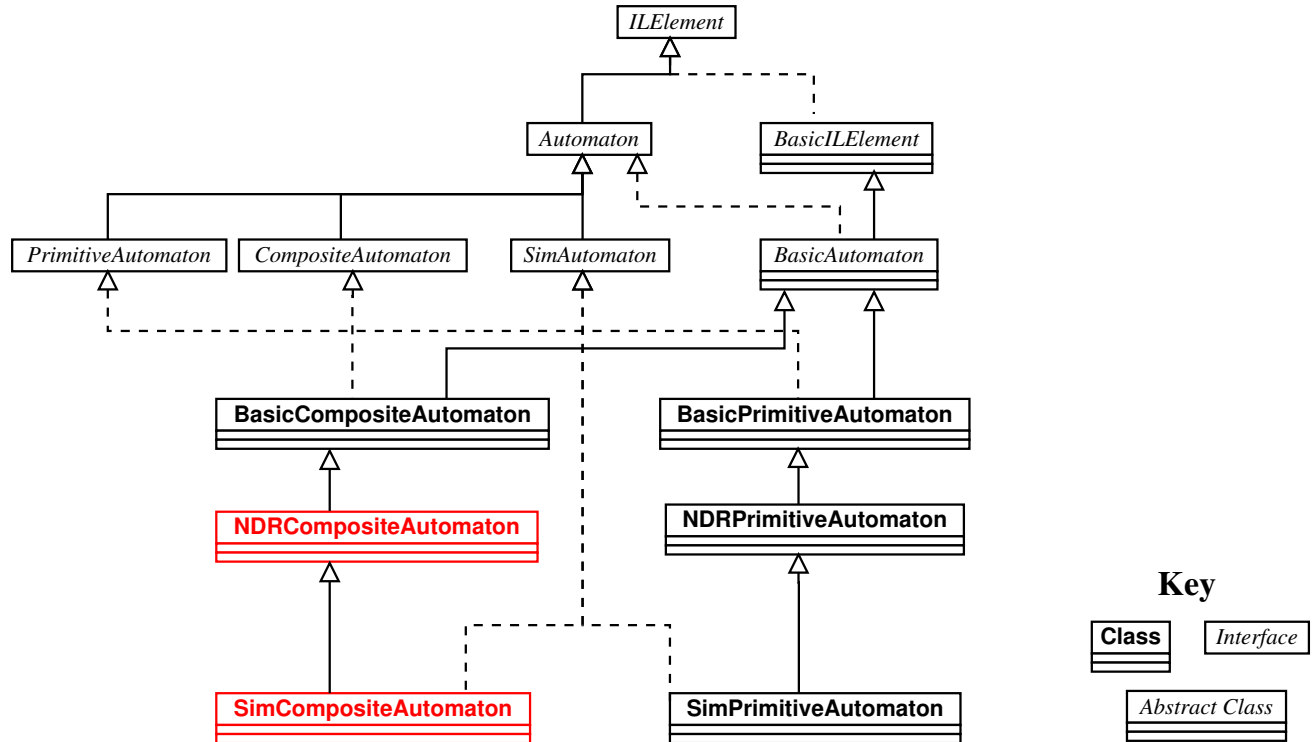 ILElement
Automaton
BasicILElement
PrimitiveAutomaton
CompositeAutomaton
SimAutomaton
BasicAutomaton
BasicCompositeAutomaton
BasicPrimitiveAutomaton
NDRCompositeAutomaton
NDRPrimitiveAutomaton
SimCompositeAutomaton
SimPrimitiveAutomaton
Key
Class
Interface
Abstract Class